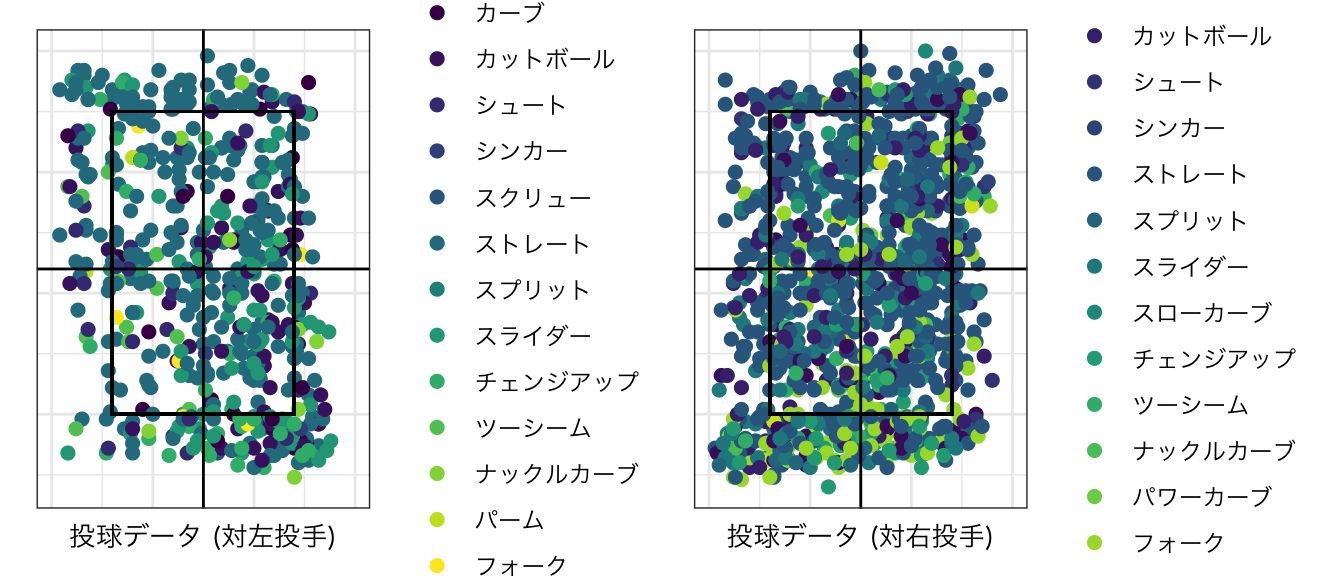 カーブ
カットボール
シュート
シンカー
スクリュー
ストレート
スプリット
スライダー
チェンジアップ
ツーシーム
ナックルカーブ
パーム
フォーク
投球データ (対左投手)
カットボール
シュート
シンカー
ストレート
スプリット
スライダー
スローカーブ
チェンジアップ
ツーシーム
ナックルカーブ
パワーカーブ
フォーク
投球データ (対右投手)